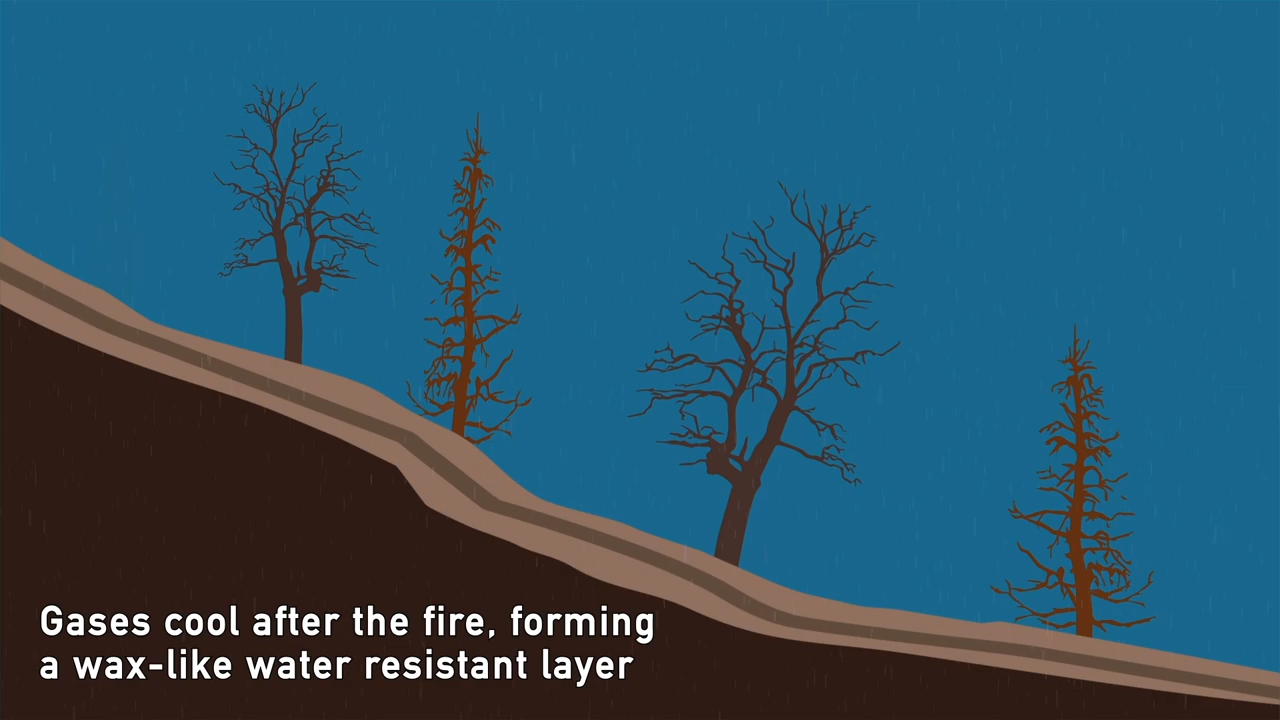 Gases cool after the fire, forming
a wax-like water resistant layer